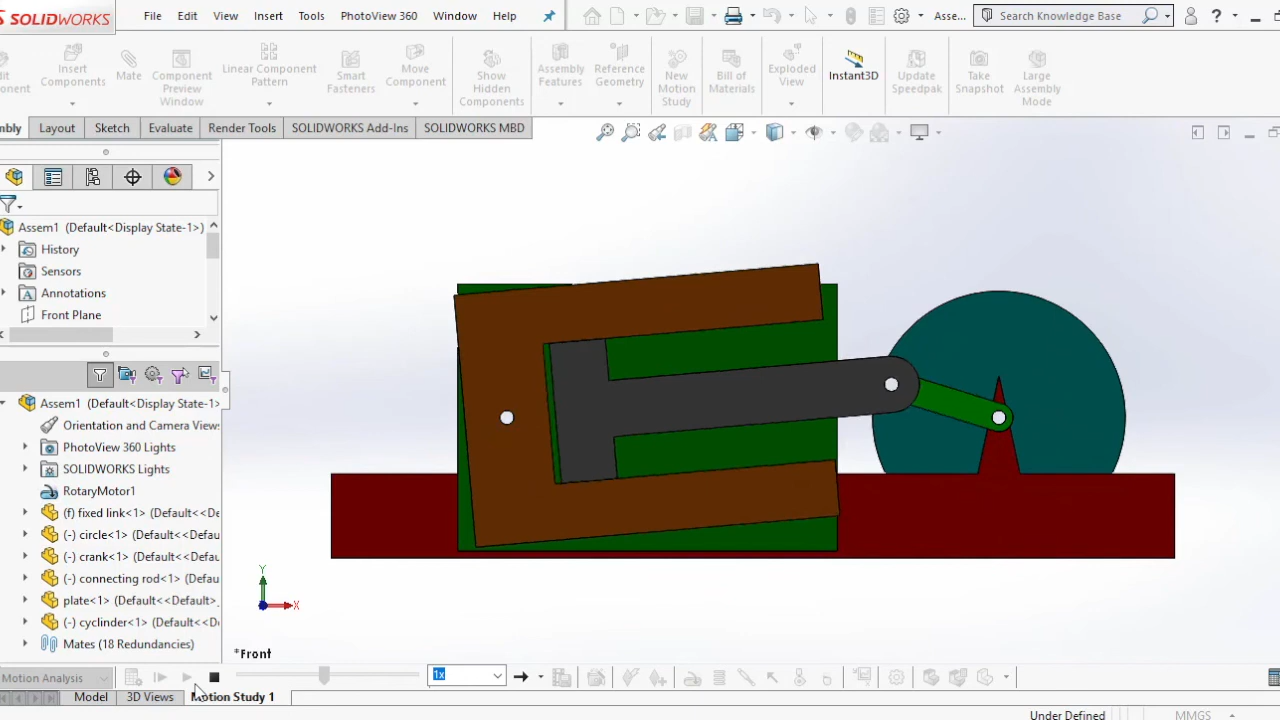 SOLIDWORKS File Edit View Insert Tools PhotoView 360 Window Help Asse... Search Knowledge Base ?
Edit Component Insert Components Mate Component Preview Window Linear Component Pattern Smart Fasteners Move Component Show Hidden Components Assembly Features Reference Geometry New Motion Study Bill of Materials Exploded View Instant3D Update Speedpak Take Snapshot Large Assembly Mode
mbly Layout Sketch Evaluate Render Tools SOLIDWORKS Add-Ins SOLIDWORKS MBD
Assem1 (Default<Display State-1>)
History
Sensors
Annotations
Front Plane
Assem1 (Default<Display State-1>
Orientation and Camera Views
PhotoView 360 Lights
SOLIDWORKS Lights
RotaryMotor1
(f) fixed link<1> (Default<<Defa
(-) circle<1> (Default<<Defau
(-) crank<1> (Default<<Defau
(-) connecting rod<1> (Defau
plate<1> (Default<<Default>
(-) cyclinder<1> (Default<<De
Mates (18 Redundancies)
Y
X
*Front
Motion Analysis 1x
Model 3D Views Motion Study 1
Under Defined MMGS